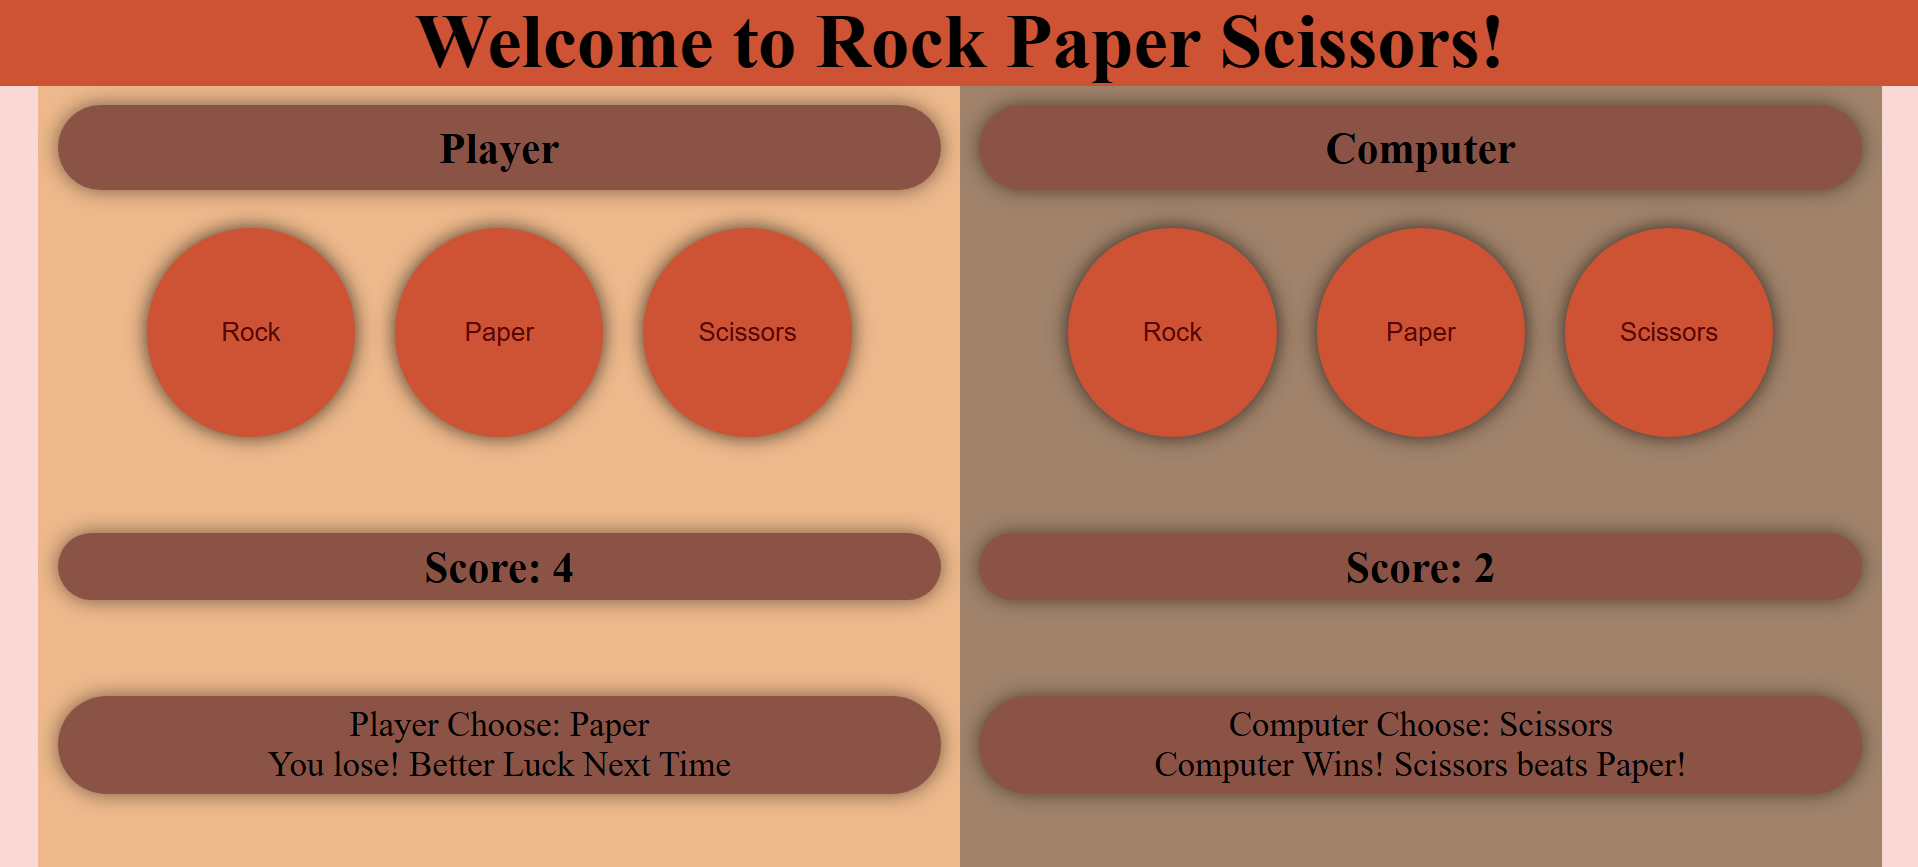 Welcome to Rock Paper Scissors!
Player
Rock
Paper
Scissors
Score: 4
Player Choose: Paper
You lose! Better Luck Next Time
Computer
Rock
Paper
Scissors
Score: 2
Computer Choose: Scissors
Computer Wins! Scissors beats Paper!